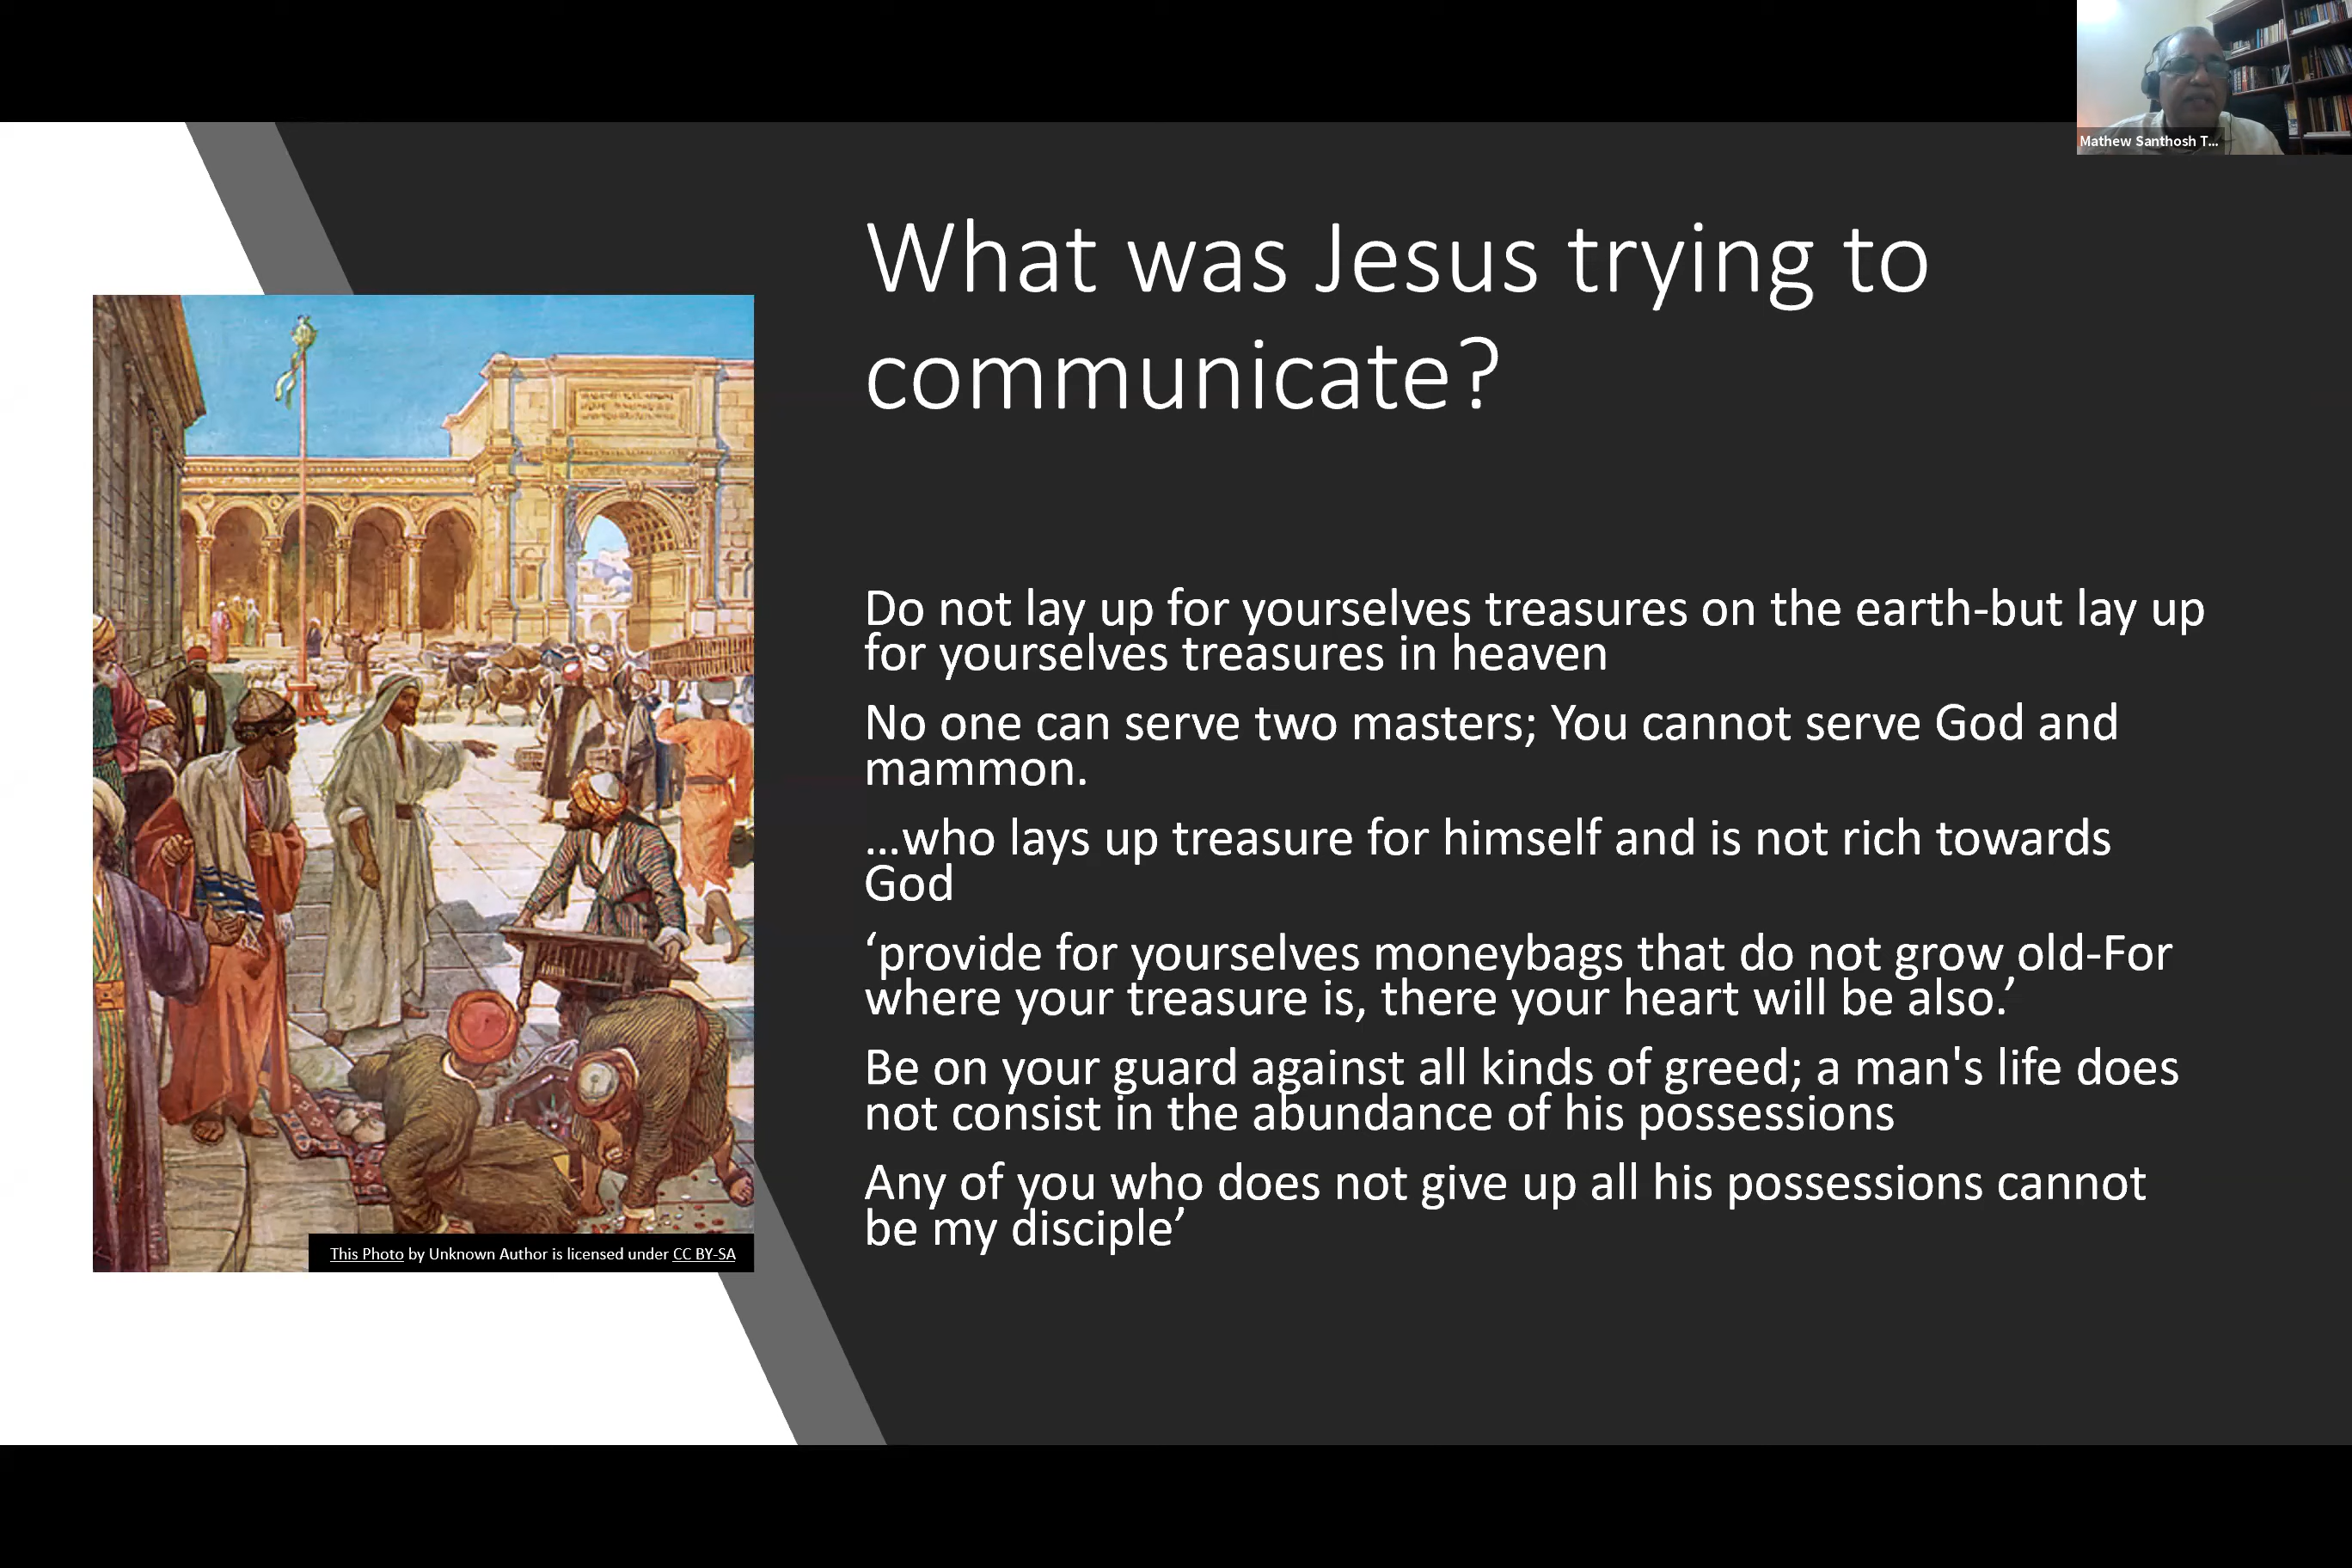 Mathew Santhosh T...
What was Jesus trying to
communicate?
Do not lay up for yourselves treasures on the earth-but lay up
for yourselves treasures in heaven
No one can serve two masters; You cannot serve God and
mammon.
...who lays up treasure for himself and is not rich towards
God
‘provide for yourselves moneybags that do not grow old-For
where your treasure is, there your heart will be also.’
Be on your guard against all kinds of greed; a man's life does
not consist in the abundance of his possessions
Any of you who does not give up all his possessions cannot
be my disciple’
This Photo by Unknown Author is licensed under CC BY-SA